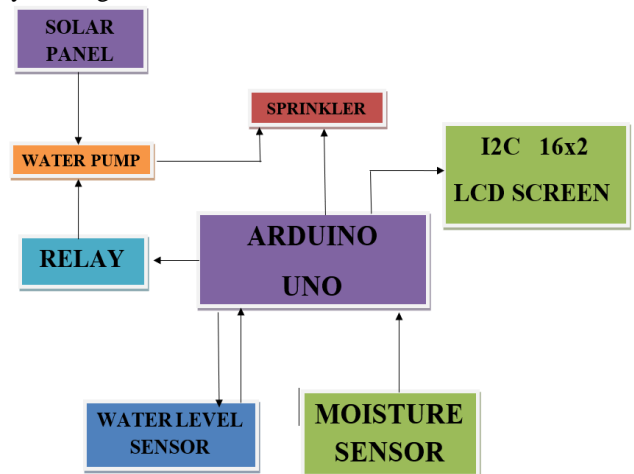 SOLAR
PANEL
SPRINKLER
WATER PUMP
I2C 16x2
LCD SCREEN
RELAY
ARDUINO
UNO
WATER LEVEL
SENSOR
MOISTURE
SENSOR